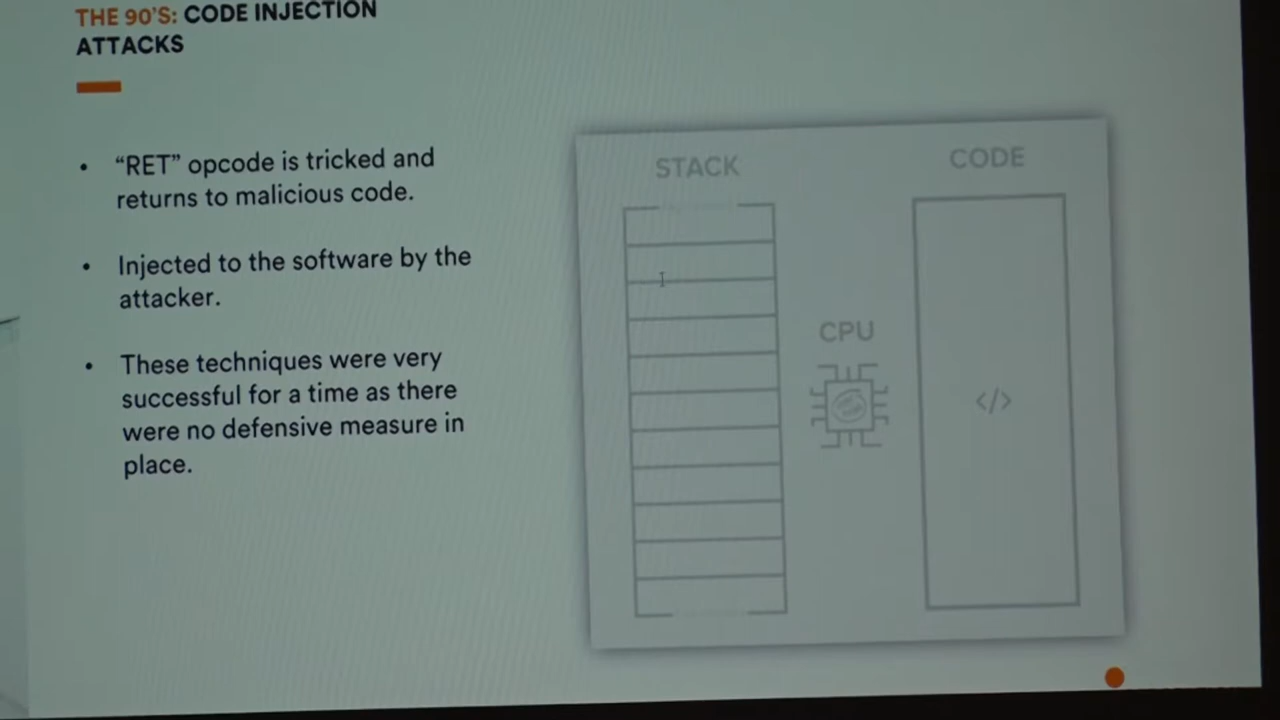 THE 90'S: CODE INJECTION
ATTACKS
• "RET" opcode is tricked and
returns to malicious code.
• Injected to the software by the
attacker.
• These techniques were very
successful for a time as there
were no defensive measure in
place.
STACK
CODE
CPU
</>